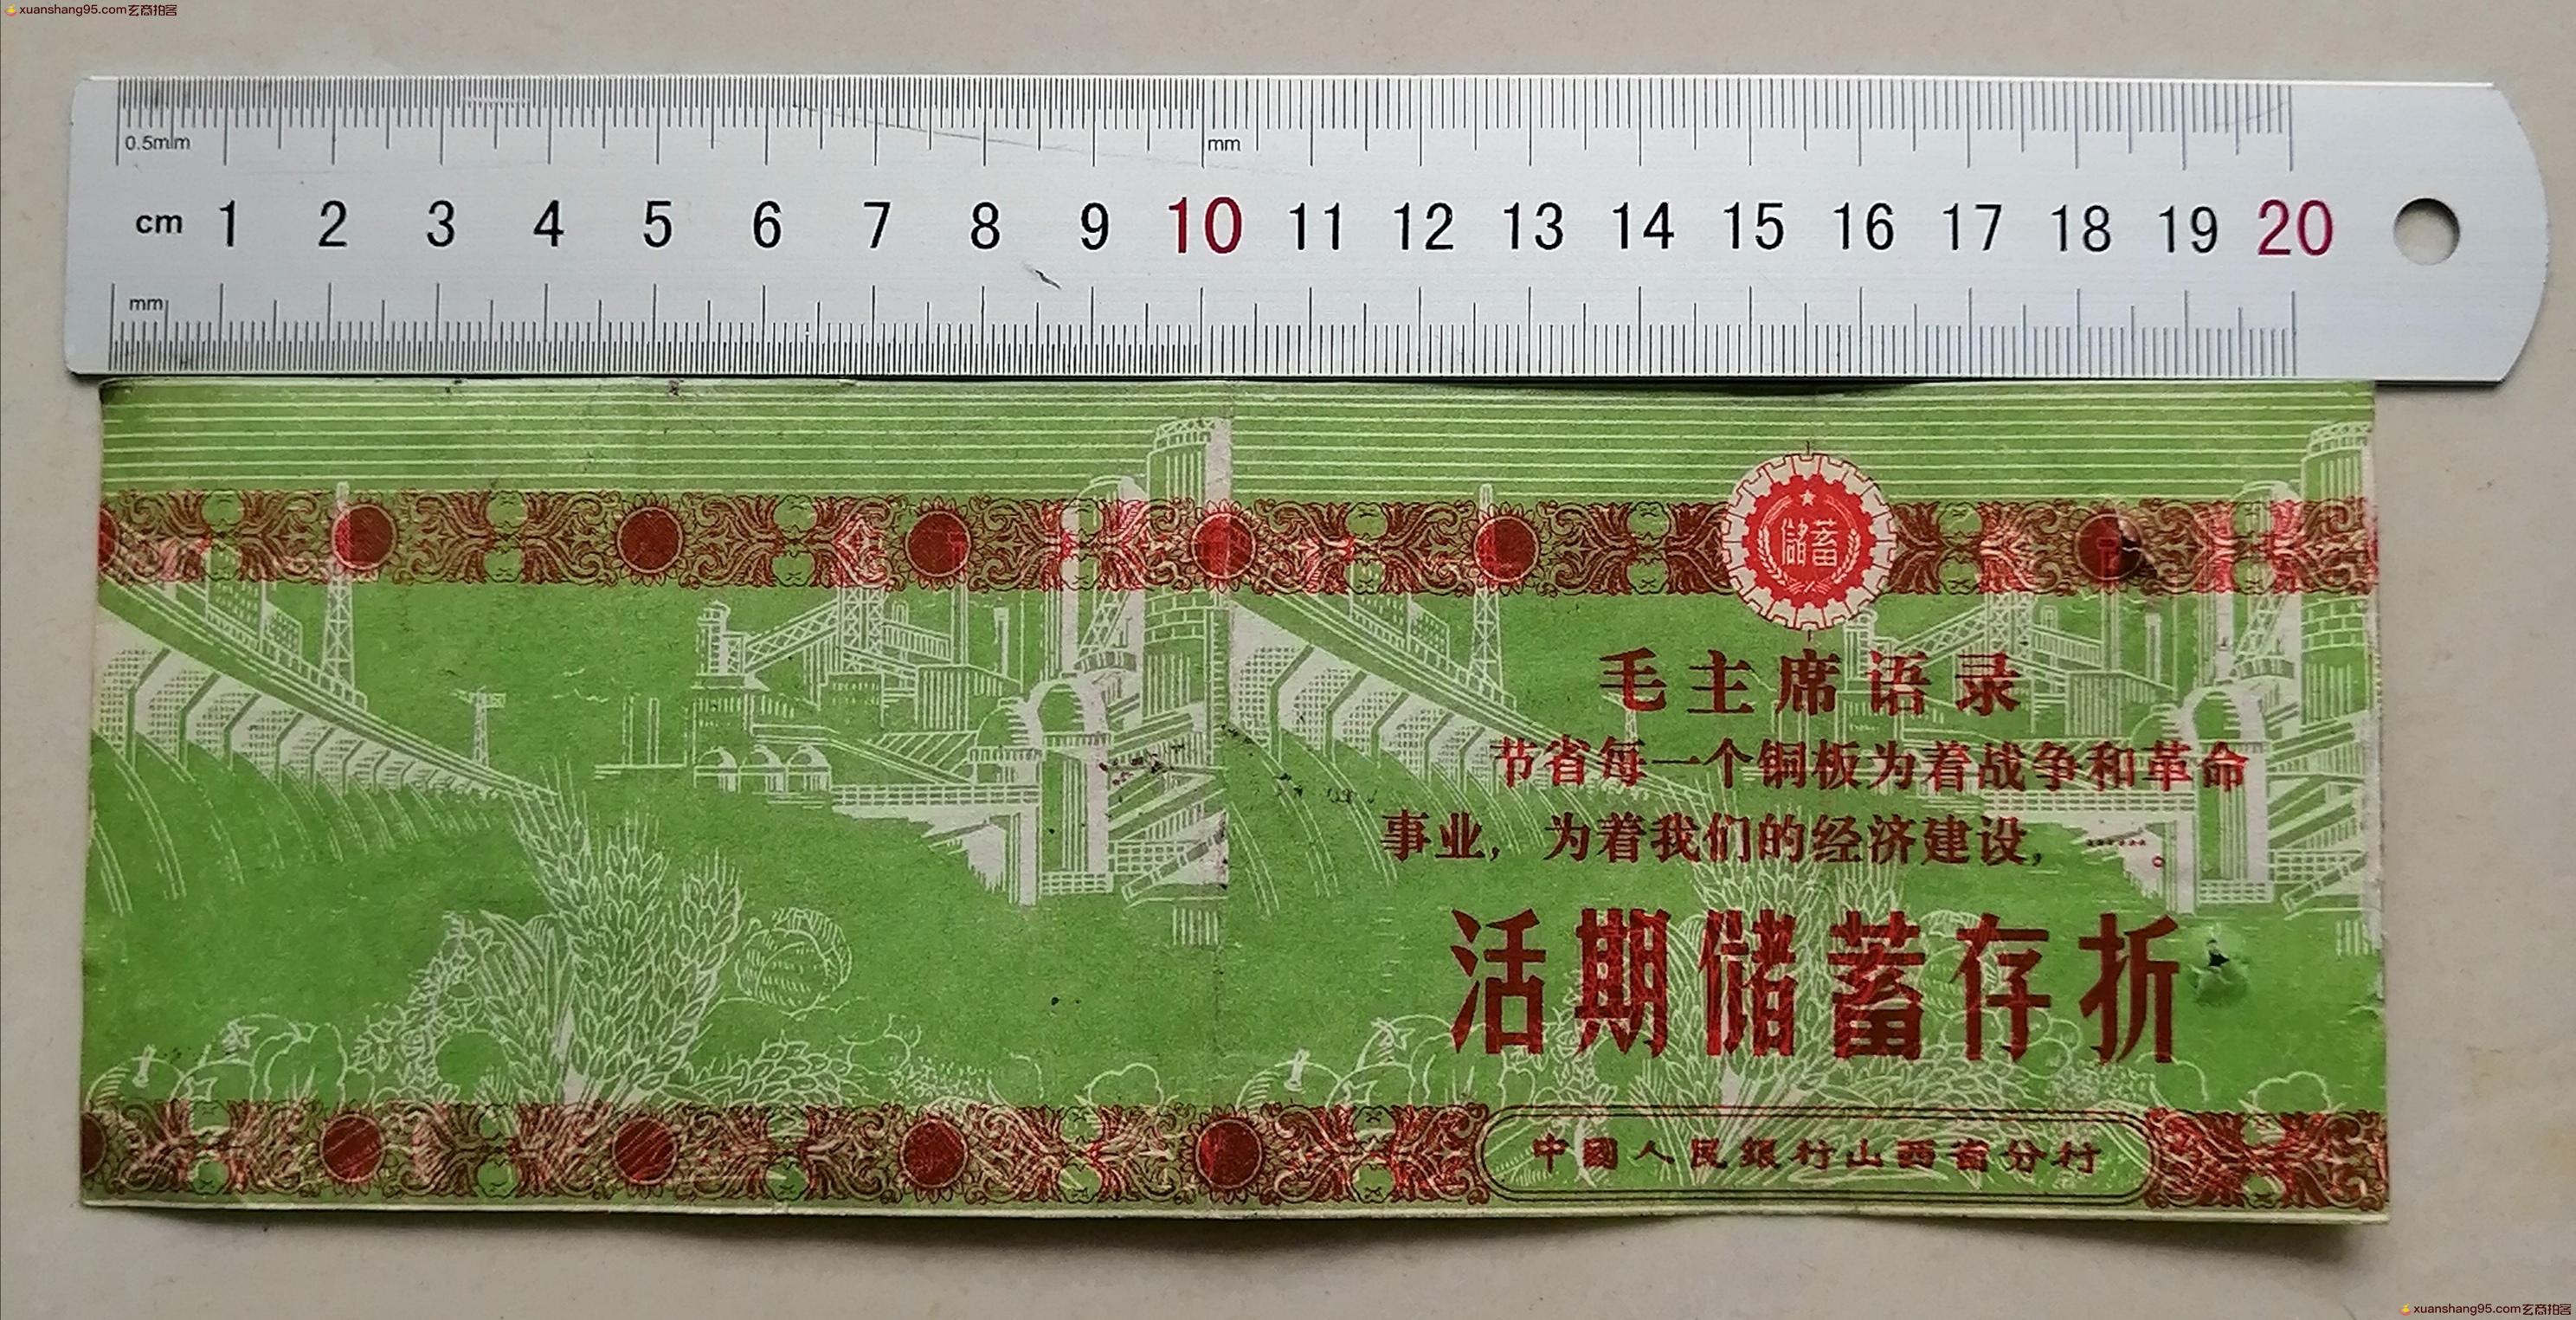 xuanshang95.com玄商拍客
0.5mm
mm
cm 1 2 3 4 5 6 7 8 9 10 11 12 13 14 15 16 17 18 19 20
mm
儲蓄
毛主席语录
节省每一个铜板为着战争和革命
事业，为着我们的经济建设，……。
活期储蓄存折
中國人民銀行山西省分行
xuanshang95.com玄商拍客